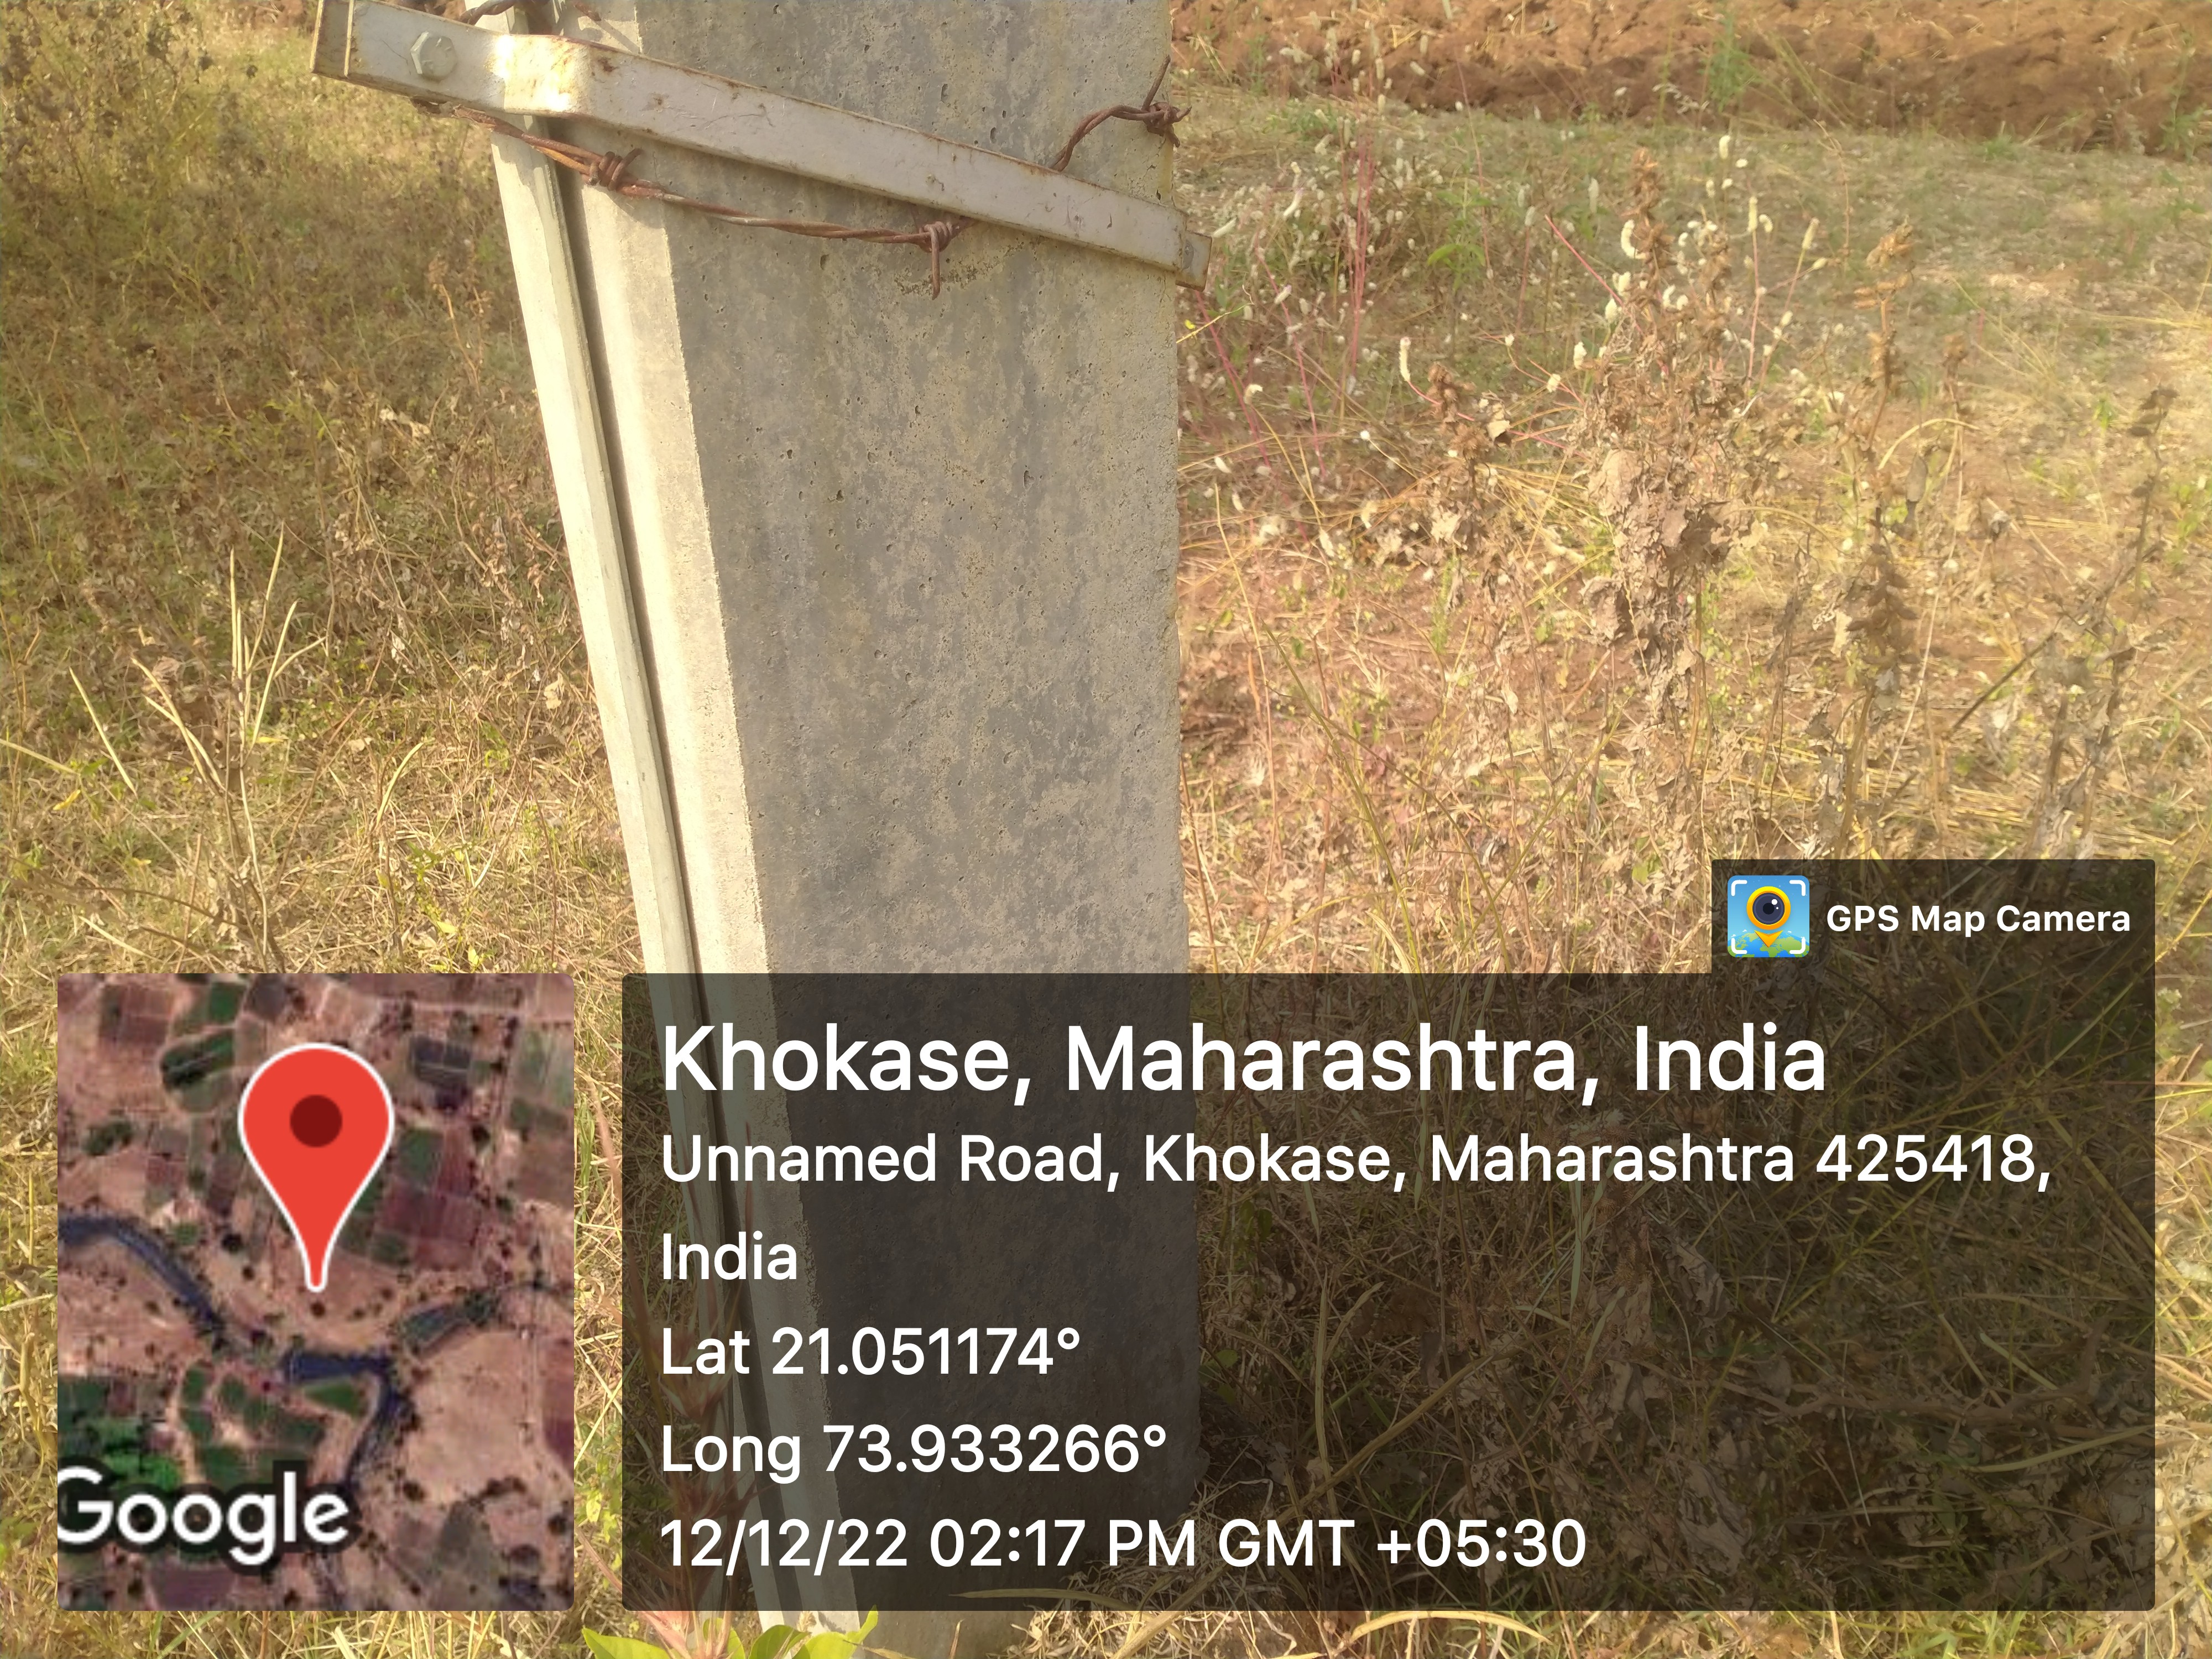 GPS Map Camera
Khokase, Maharashtra, India
Unnamed Road, Khokase, Maharashtra 425418,
India
Lat 21.051174°
Long 73.933266°
12/12/22 02:17 PM GMT +05:30
Google